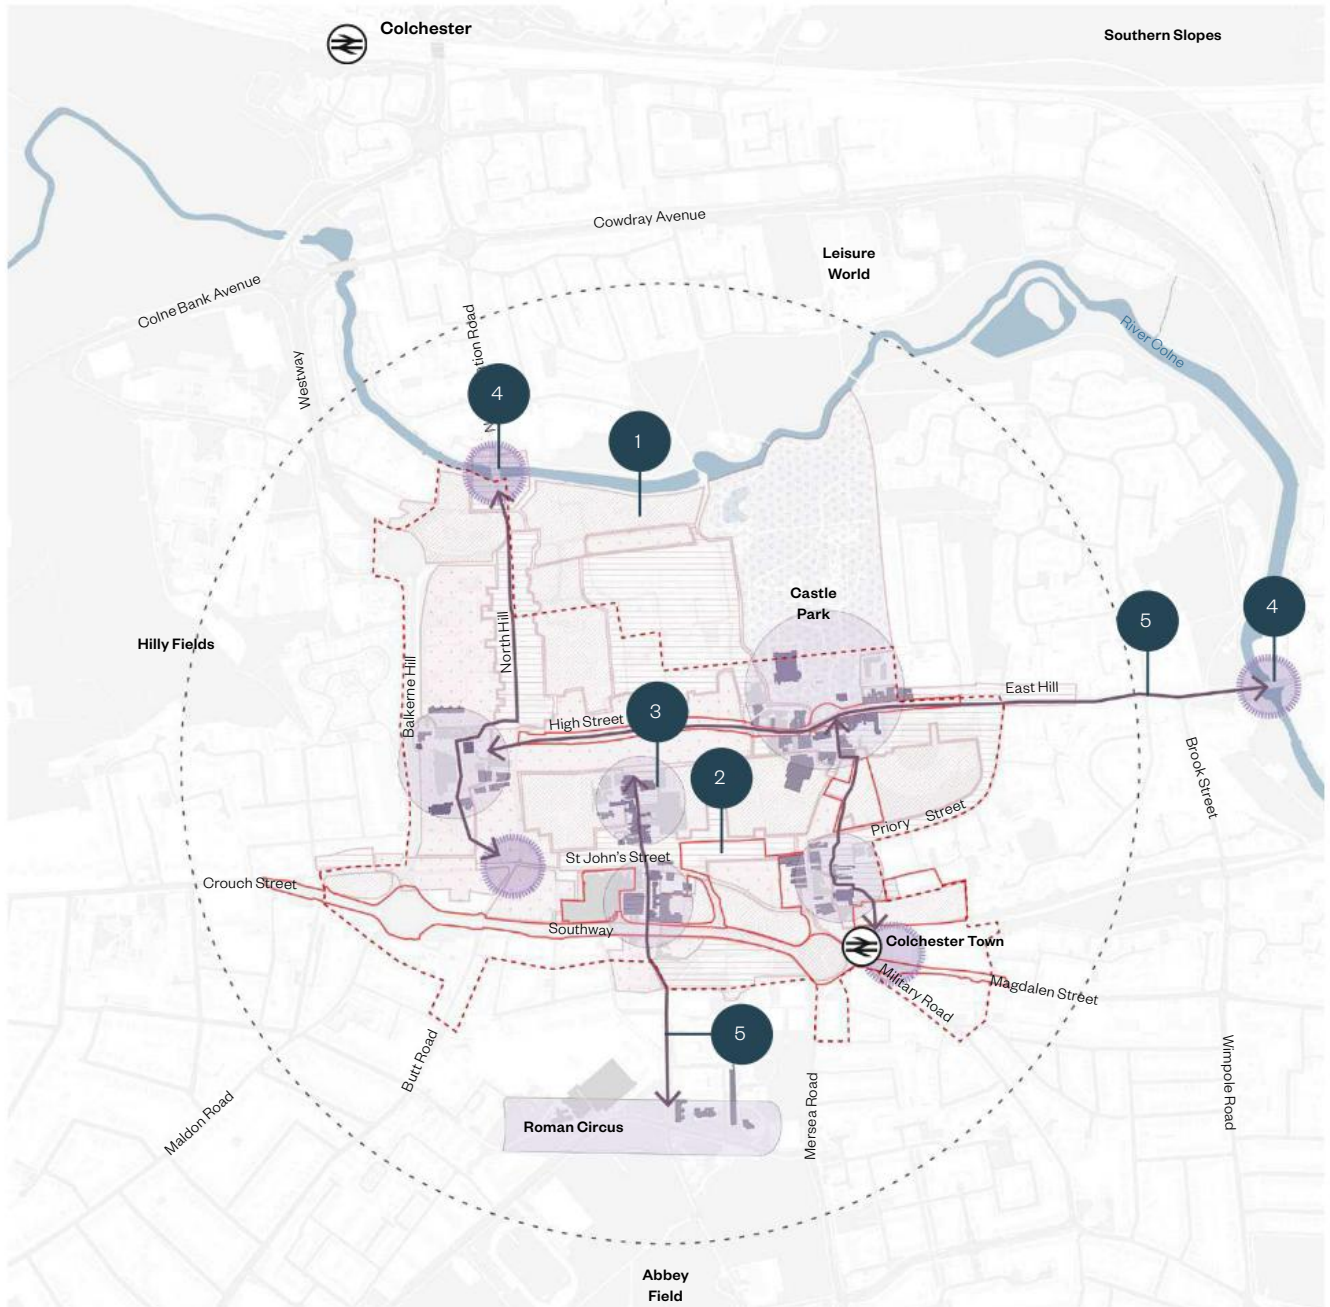 Colchester
Southern Slopes
Cowdray Avenue
Leisure
World
Colne Bank Avenue
River Colne
Westway
4
1
Castle
Park
4
5
Hilly Fields
North Hill
Balkerne Hill
East Hill
3
High Street
2
Brook Street
Priory Street
St John's Street
Crouch Street
Southway
Colchester Town
Military Road
Magdalen Street
5
Butt Road
Wimpole Road
Mersea Road
Maldon Road
Roman Circus
Abbey
Field